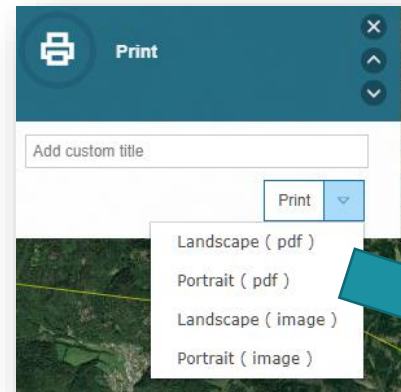 Print
Add custom title
Print
Landscape ( pdf )
Portrait ( pdf )
Landscape ( image )
Portrait ( image )